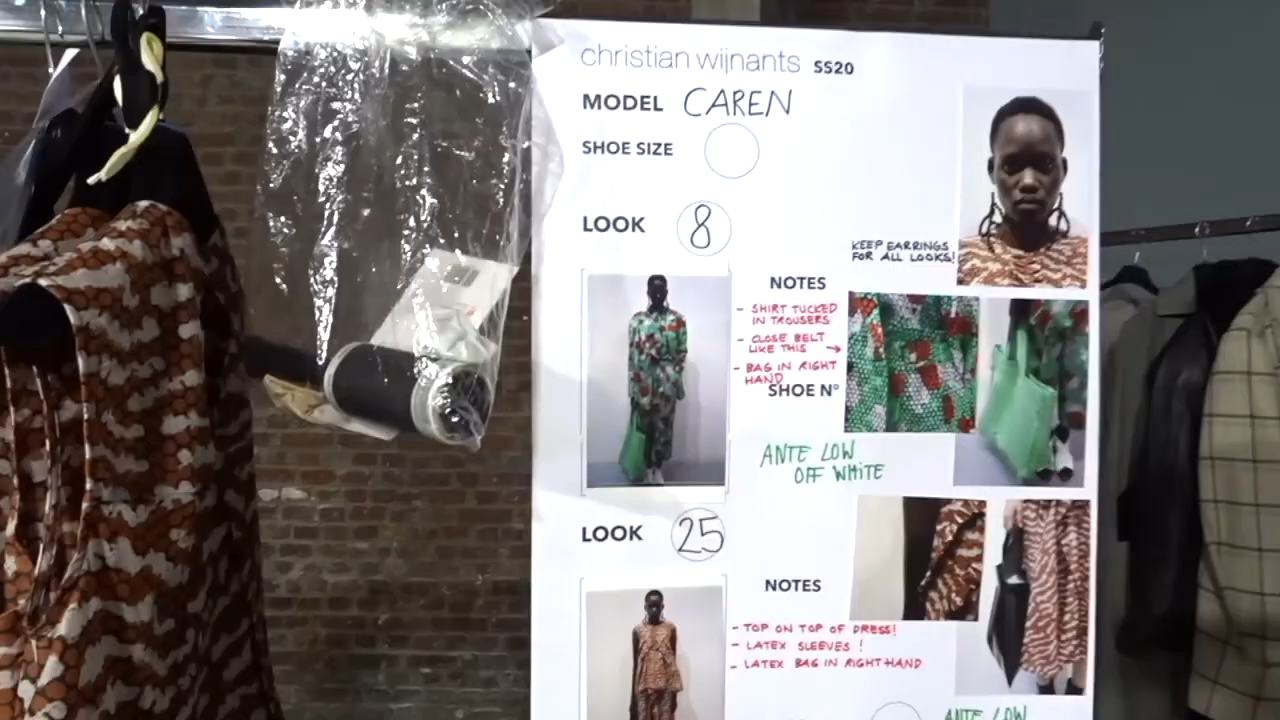 christian wijnants SS20
MODEL CAREN
SHOE SIZE
LOOK 8
KEEP EARRINGS
FOR ALL LOOKS!
NOTES
- SHIRT TUCKED
IN TROUSERS
- CLOSE BELT
LIKE THIS →
- BAG IN RIGHT
HAND
SHOE N°
ANTE LOW
OFF WHITE
LOOK 25
NOTES
- TOP ON TOP OF DRESS!
- LATEX SLEEVES !
- LATEX BAG IN RIGHT HAND
ANTE LOW